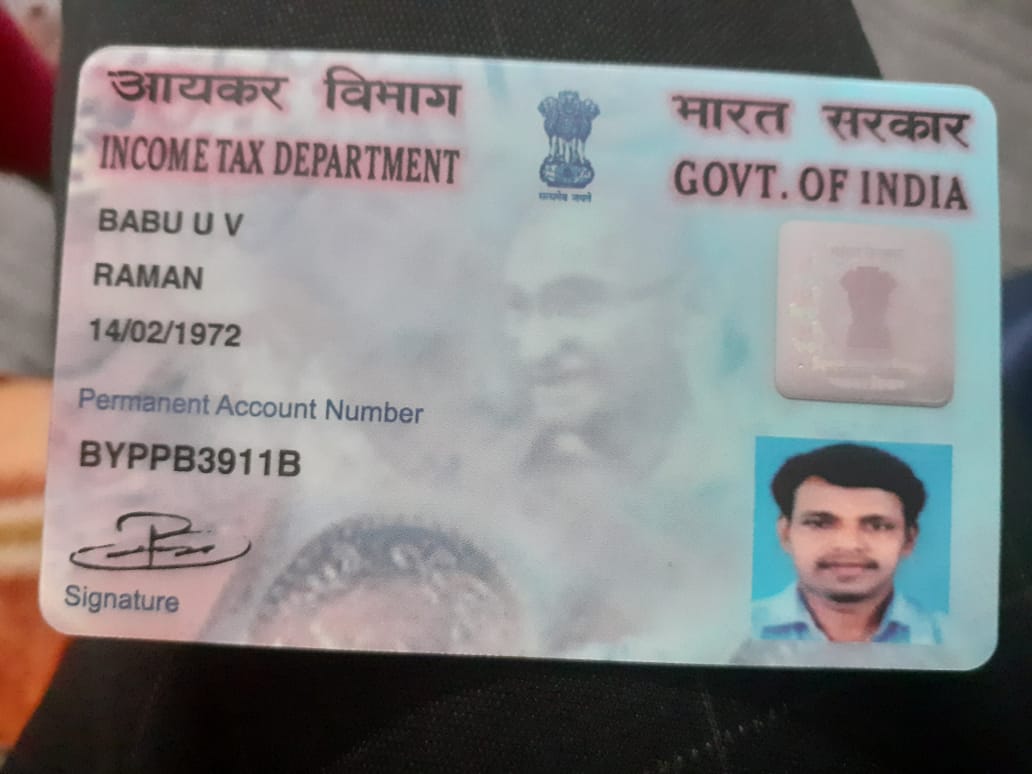 आयकर विभाग
INCOME TAX DEPARTMENT
सत्यमेव जयते
भारत सरकार
GOVT. OF INDIA
BABU U V
RAMAN
14/02/1972
Permanent Account Number
BYPPB3911B
Signature